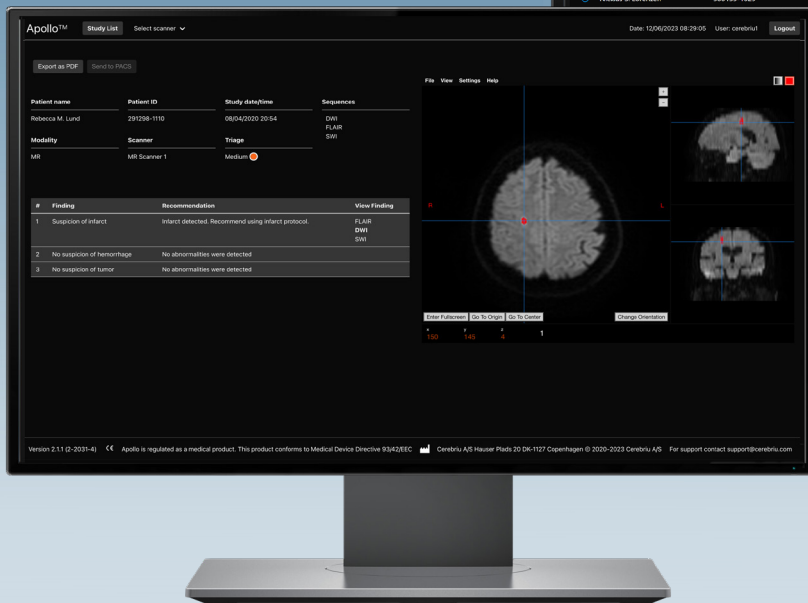 Apollo™ Study List Select scanner Date: 12/06/2023 08:29:05 User: cerebriu1 Logout
Export as PDF Send to PACS
Patient name Patient ID Study date/time Sequences
Rebecca M. Lund 291298-1110 08/04/2020 20:54 DWI
FLAIR
SWI
Modality Scanner Triage
MR MR Scanner 1 Medium
# Finding Recommendation View Finding
1 Suspicion of infarct Infarct detected. Recommend using infarct protocol. FLAIR
DWI
SWI
2 No suspicion of hemorrhage No abnormalities were detected
3 No suspicion of tumor No abnormalities were detected
File View Settings Help
+
-
R L
Enter Fullscreen Go To Origin Go To Center Change Orientation
x y z
150 145 4 1
Version 2.1.1 (2-2031-4) CE Apollo is regulated as a medical product. This product conforms to Medical Device Directive 93/42/EEC Cerebriu A/S Hauser Plads 20 DK-1127 Copenhagen © 2020-2023 Cerebriu A/S For support contact support@cerebriu.com